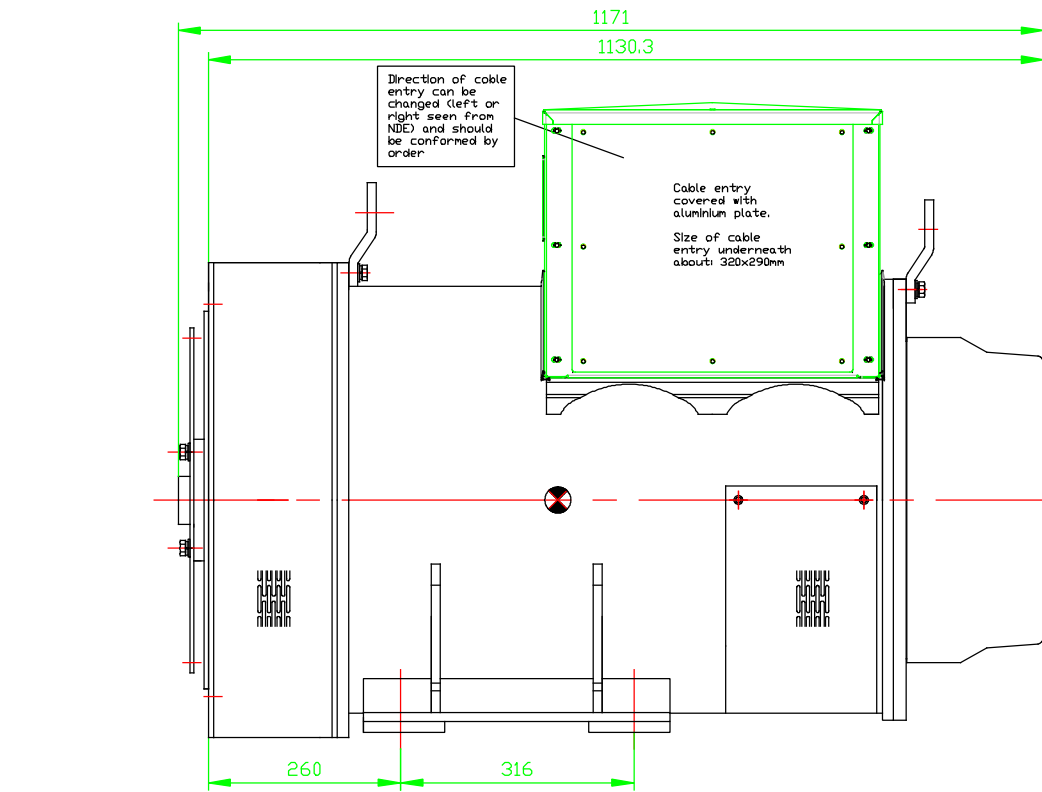 1171
1130.3
Direction of cable
entry can be
changed (left or
right seen from
NDE) and should
be conformed by
order
Cable entry
covered with
aluminium plate.
Size of cable
entry underneath
about: 320x290mm
260
316